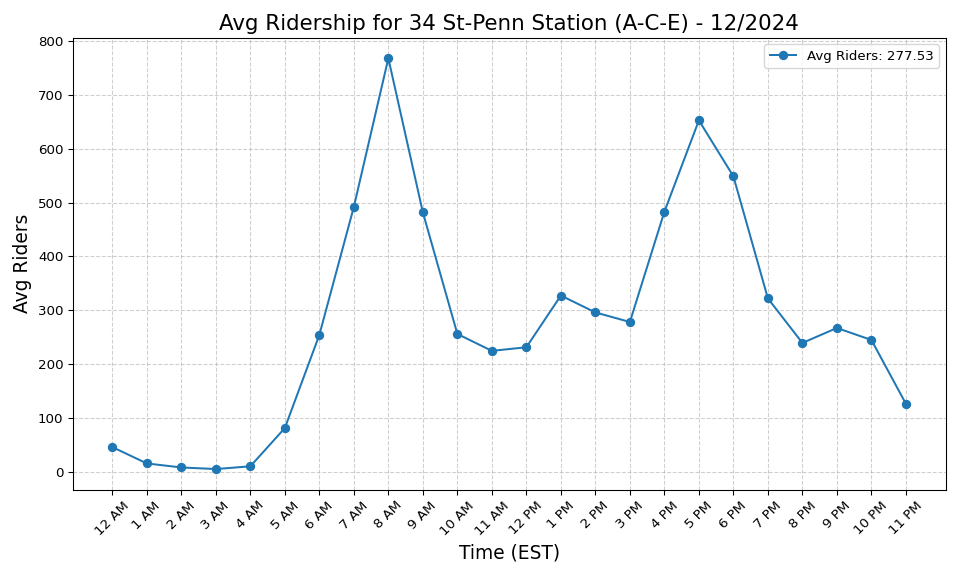 Avg Ridership for 34 St-Penn Station (A-C-E) - 12/2024
Avg Riders: 277.53
Avg Riders
800
700
600
500
400
300
200
100
0
12 AM
1 AM
2 AM
3 AM
4 AM
5 AM
6 AM
7 AM
8 AM
9 AM
10 AM
11 AM
12 PM
1 PM
2 PM
3 PM
4 PM
5 PM
6 PM
7 PM
8 PM
9 PM
10 PM
11 PM
Time (EST)